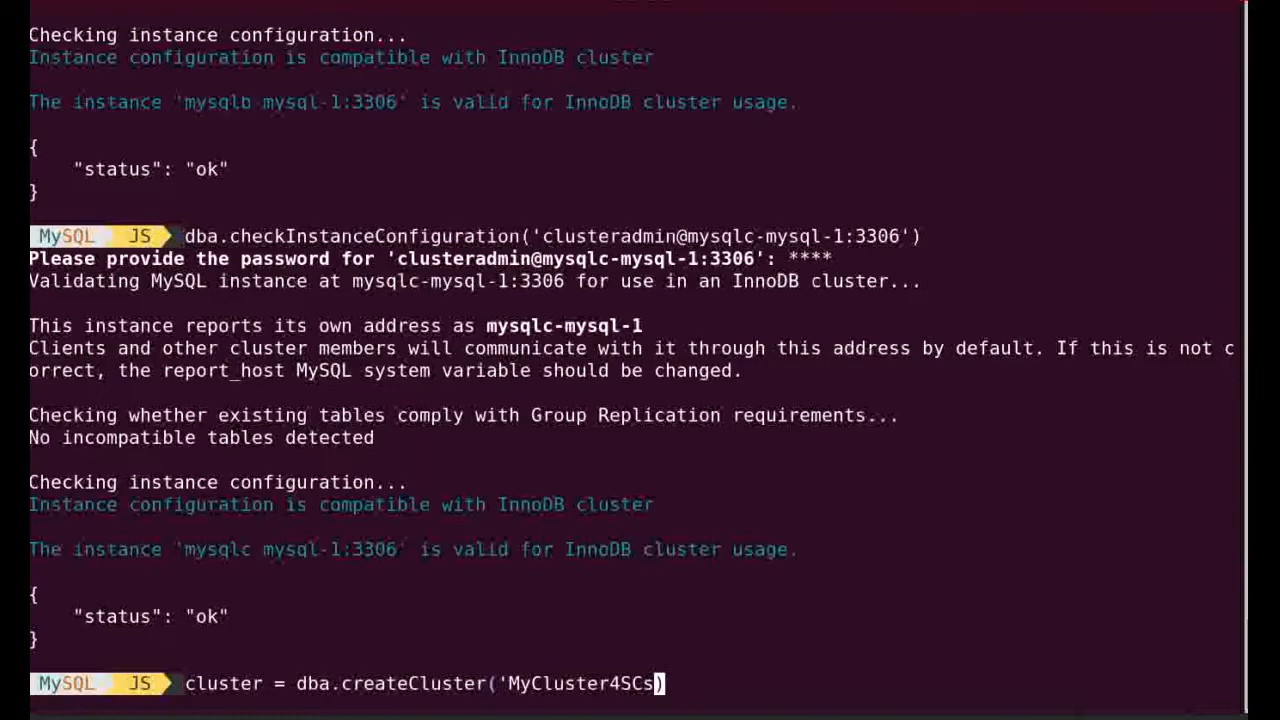 Checking instance configuration...
Instance configuration is compatible with InnoDB cluster
The instance 'mysqlb mysql-1:3306' is valid for InnoDB cluster usage.
{
    "status": "ok"
}
MySQL JS dba.checkInstanceConfiguration('clusteradmin@mysqlc-mysql-1:3306')
Please provide the password for 'clusteradmin@mysqlc-mysql-1:3306': ****
Validating MySQL instance at mysqlc-mysql-1:3306 for use in an InnoDB cluster...
This instance reports its own address as mysqlc-mysql-1
Clients and other cluster members will communicate with it through this address by default. If this is not c
orrect, the report_host MySQL system variable should be changed.
Checking whether existing tables comply with Group Replication requirements...
No incompatible tables detected
Checking instance configuration...
Instance configuration is compatible with InnoDB cluster
The instance 'mysqlc mysql-1:3306' is valid for InnoDB cluster usage.
{
    "status": "ok"
}
MySQL JS cluster = dba.createCluster('MyCluster4SCs)